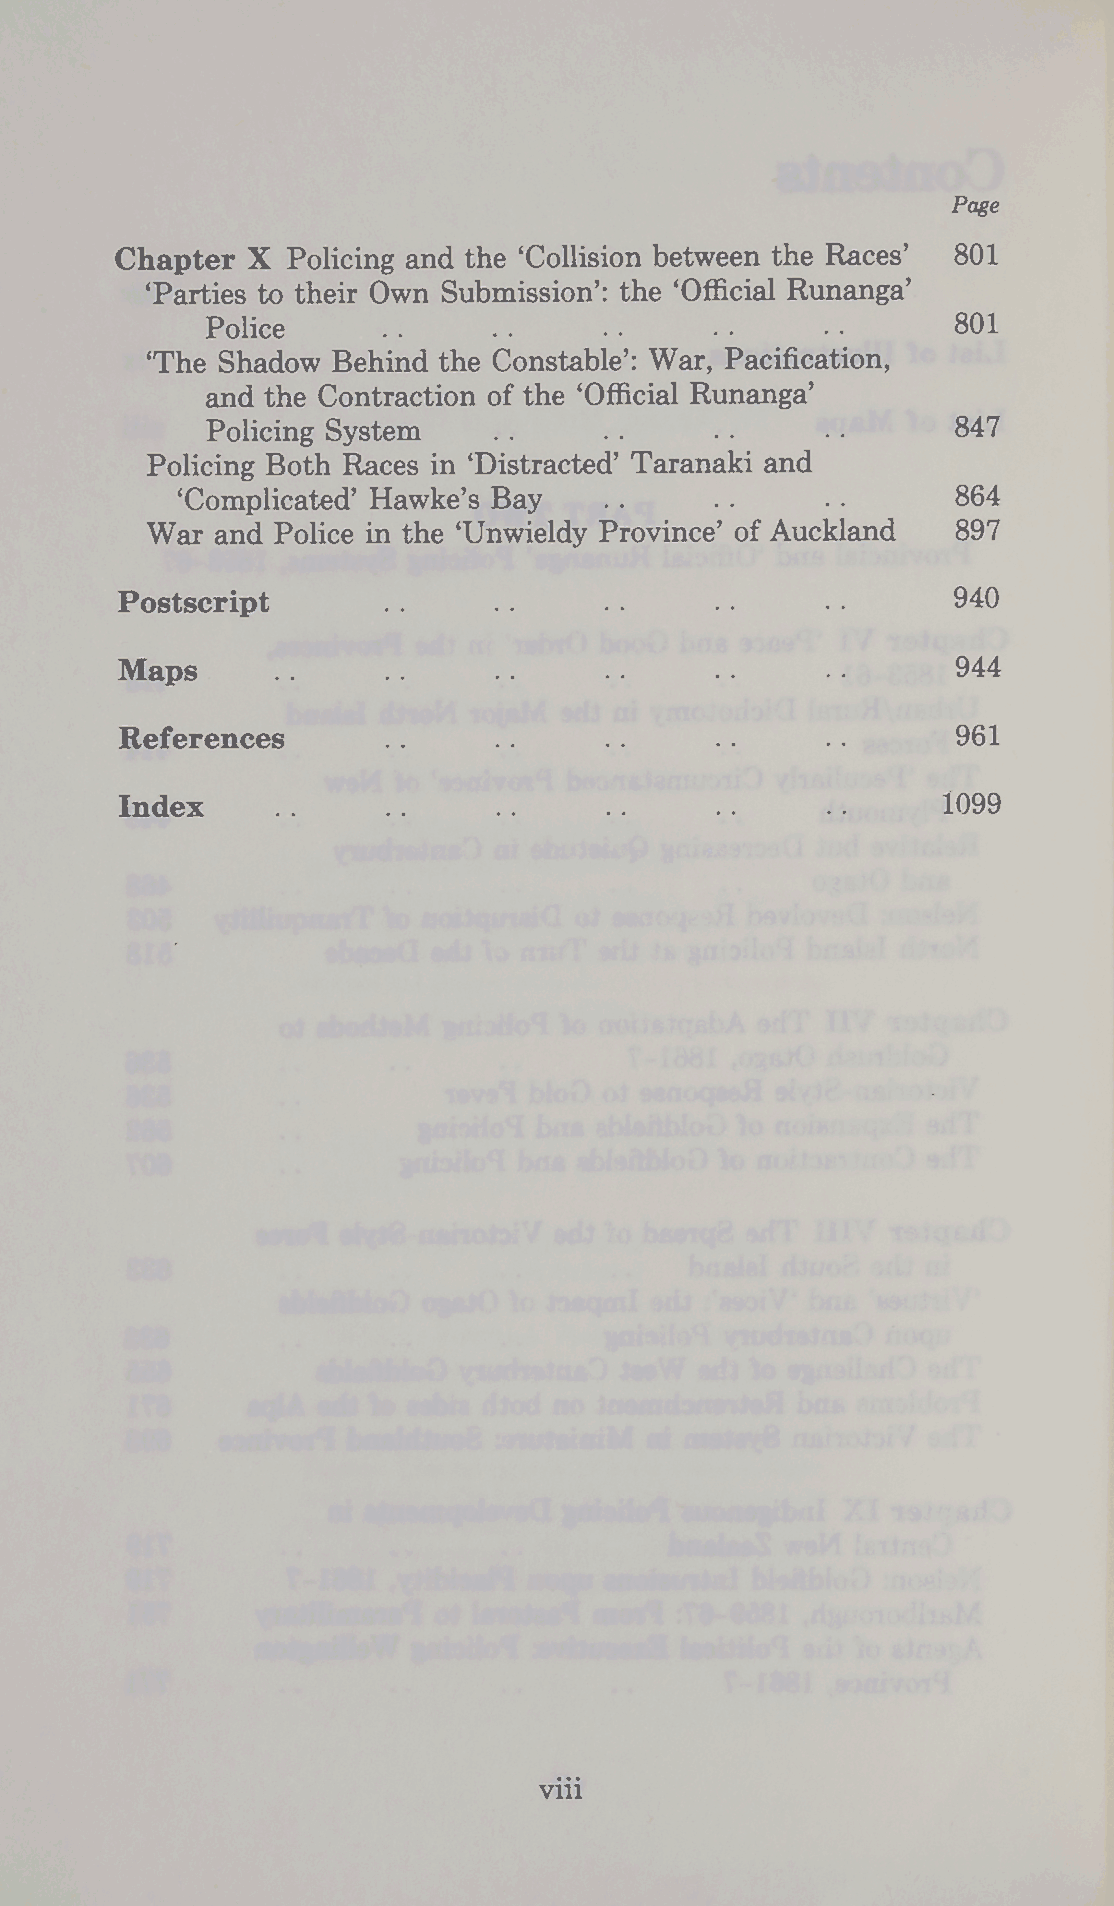 Page
Chapter X Policing and the ‘Collision between the Races’ 801
‘Parties to their Own Submission’: the ‘Official Runanga’
Police .. .. .. .. .. 801
‘The Shadow Behind the Constable’: War, Pacification,
and the Contraction of the ‘Official Runanga’
Policing System .. .. .. .. 847
Policing Both Races in ‘Distracted’ Taranaki and
‘Complicated’ Hawke’s Bay .. .. .. 864
War and Police in the ‘Unwieldy Province’ of Auckland 897
Postscript .. .. .. .. .. 940
Maps .. .. .. .. .. .. 944
References .. .. .. .. .. 961
Index .. .. .. .. .. .. 1099
viii